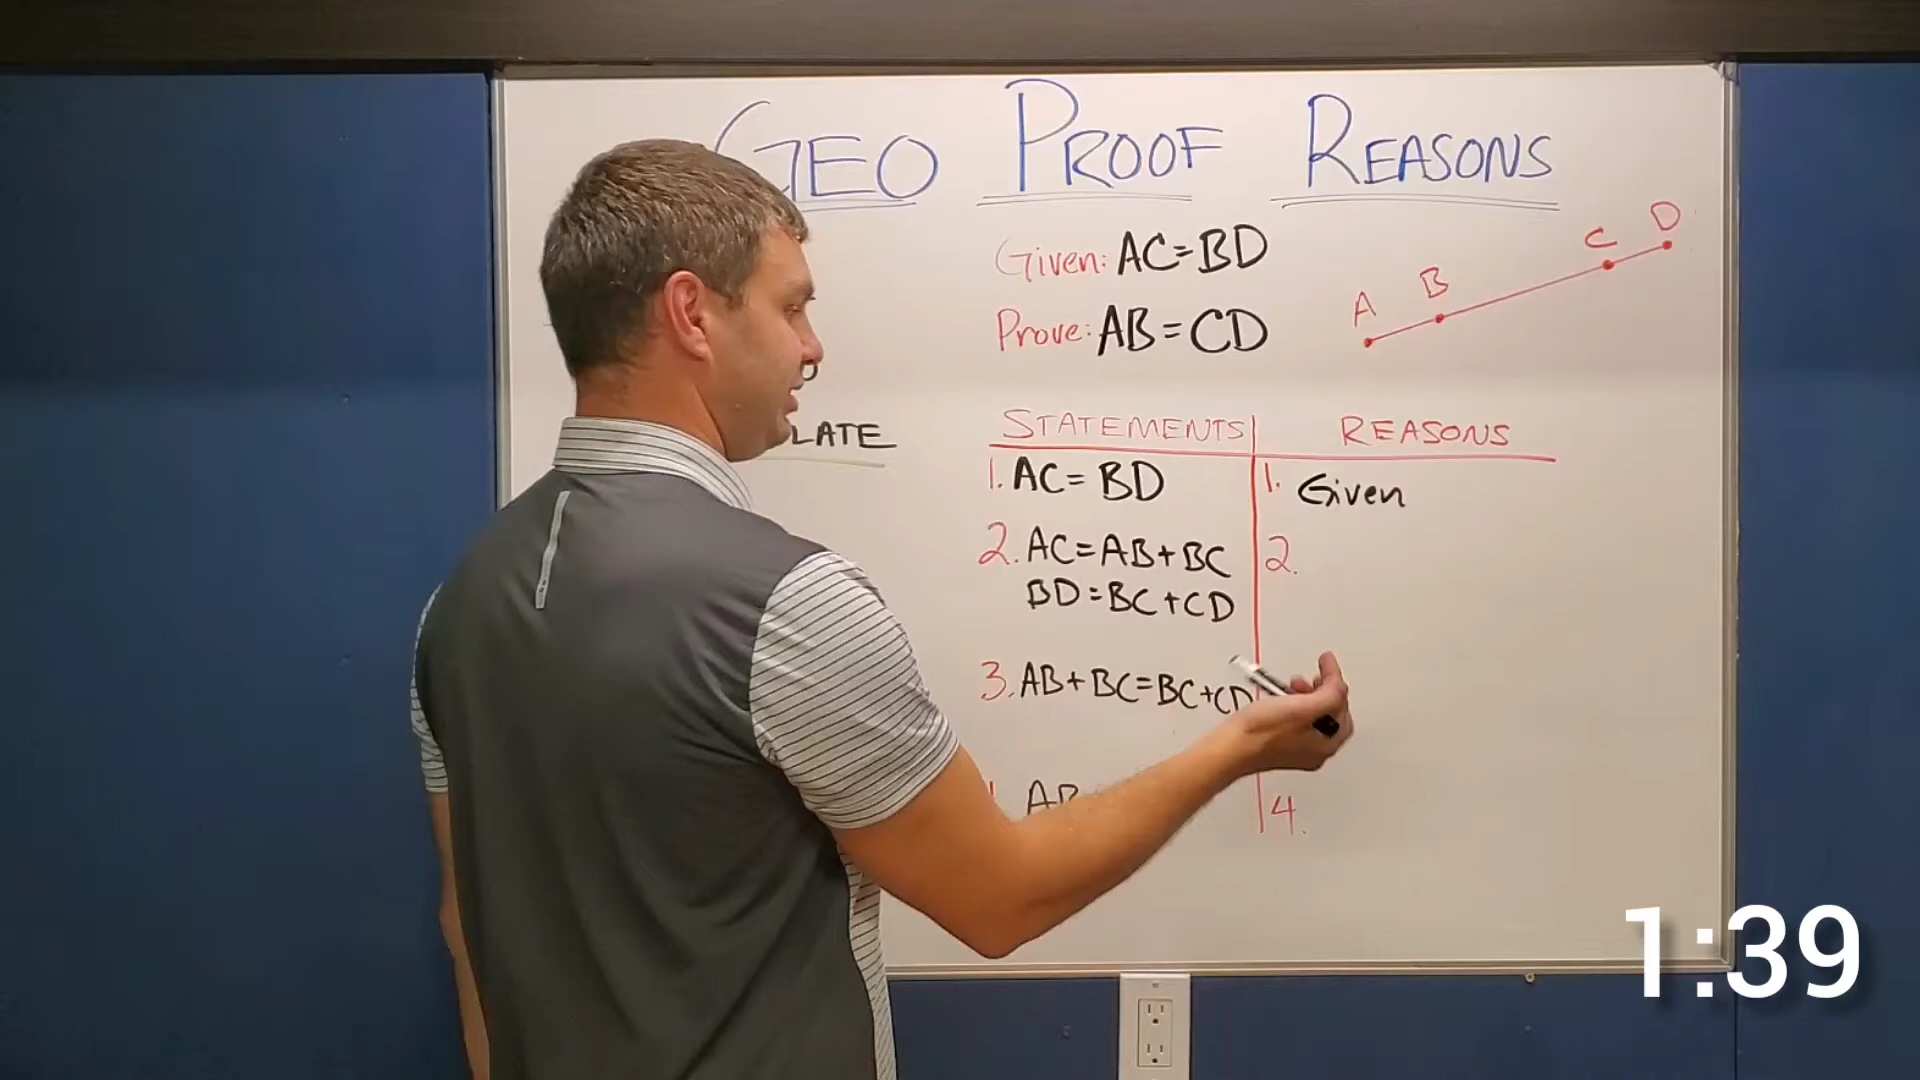 GEO PROOF REASONS
Given: AC=BD
Prove: AB=CD
A B C D
LATE
STATEMENTS REASONS
1. AC=BD 1. Given
2. AC=AB+BC 2.
BD=BC+CD
3. AB+BC=BC+CD
AB 4.
1:39